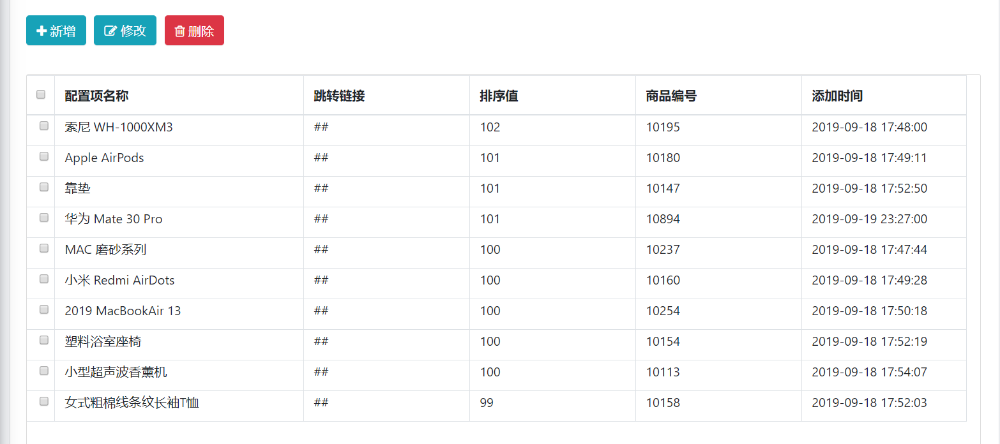 新增 修改 删除
配置项名称 跳转链接 排序值 商品编号 添加时间
索尼 WH-1000XM3 ## 102 10195 2019-09-18 17:48:00
Apple AirPods ## 101 10180 2019-09-18 17:49:11
靠垫 ## 101 10147 2019-09-18 17:52:50
华为 Mate 30 Pro ## 101 10894 2019-09-19 23:27:00
MAC 磨砂系列 ## 100 10237 2019-09-18 17:47:44
小米 Redmi AirDots ## 100 10160 2019-09-18 17:49:28
2019 MacBookAir 13 ## 100 10254 2019-09-18 17:50:18
塑料浴室座椅 ## 100 10154 2019-09-18 17:52:19
小型超声波香薰机 ## 100 10113 2019-09-18 17:54:07
女式粗棉线条纹长袖T恤 ## 99 10158 2019-09-18 17:52:03